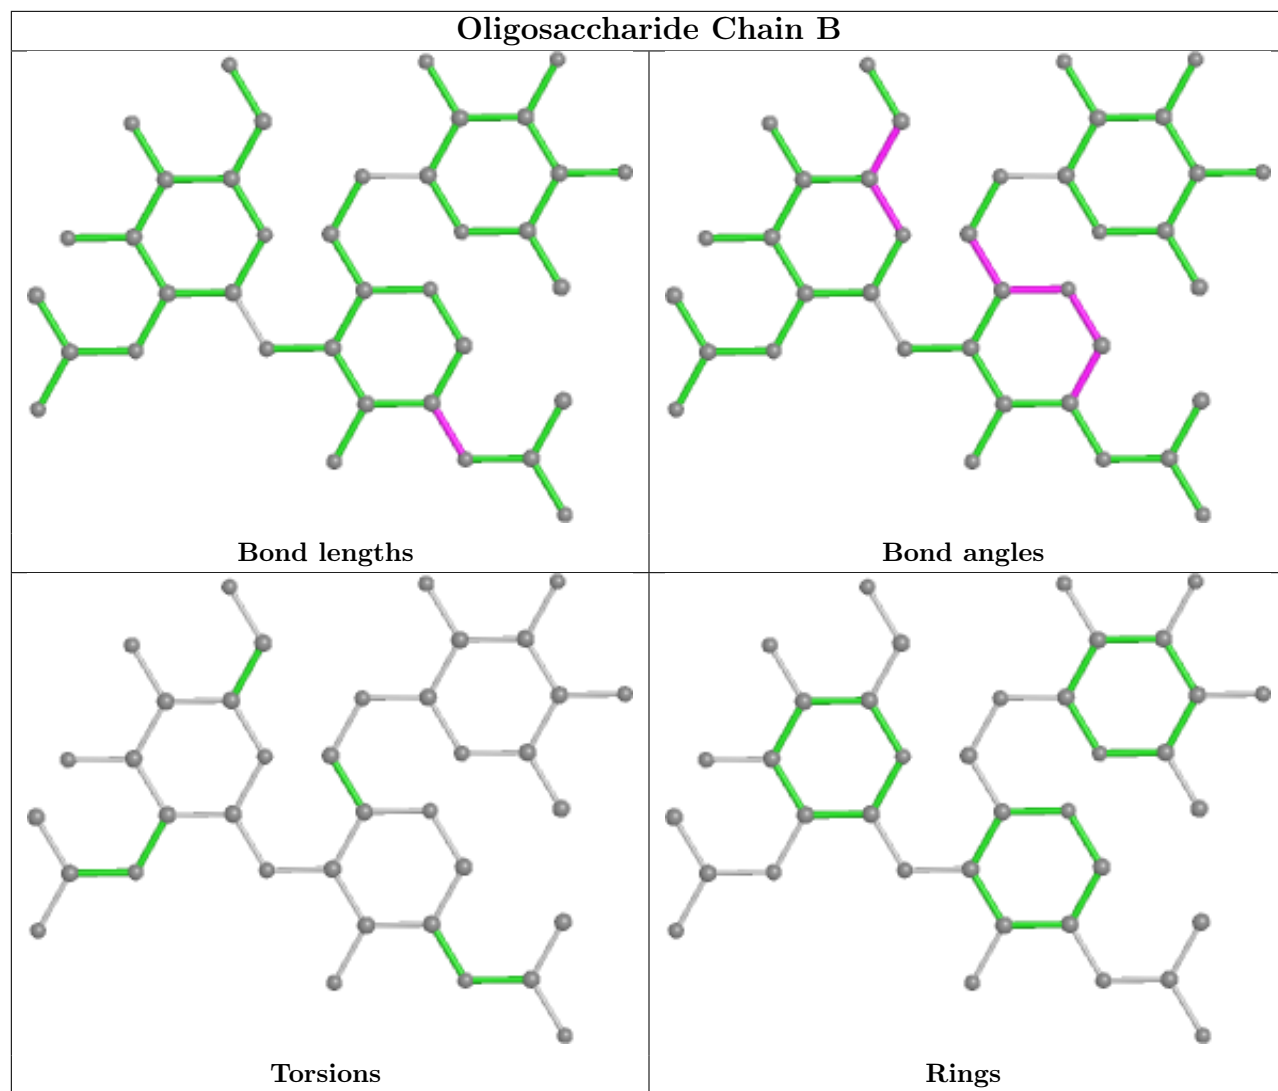 Oligosaccharide Chain B
Bond lengths
Bond angles
Torsions
Rings